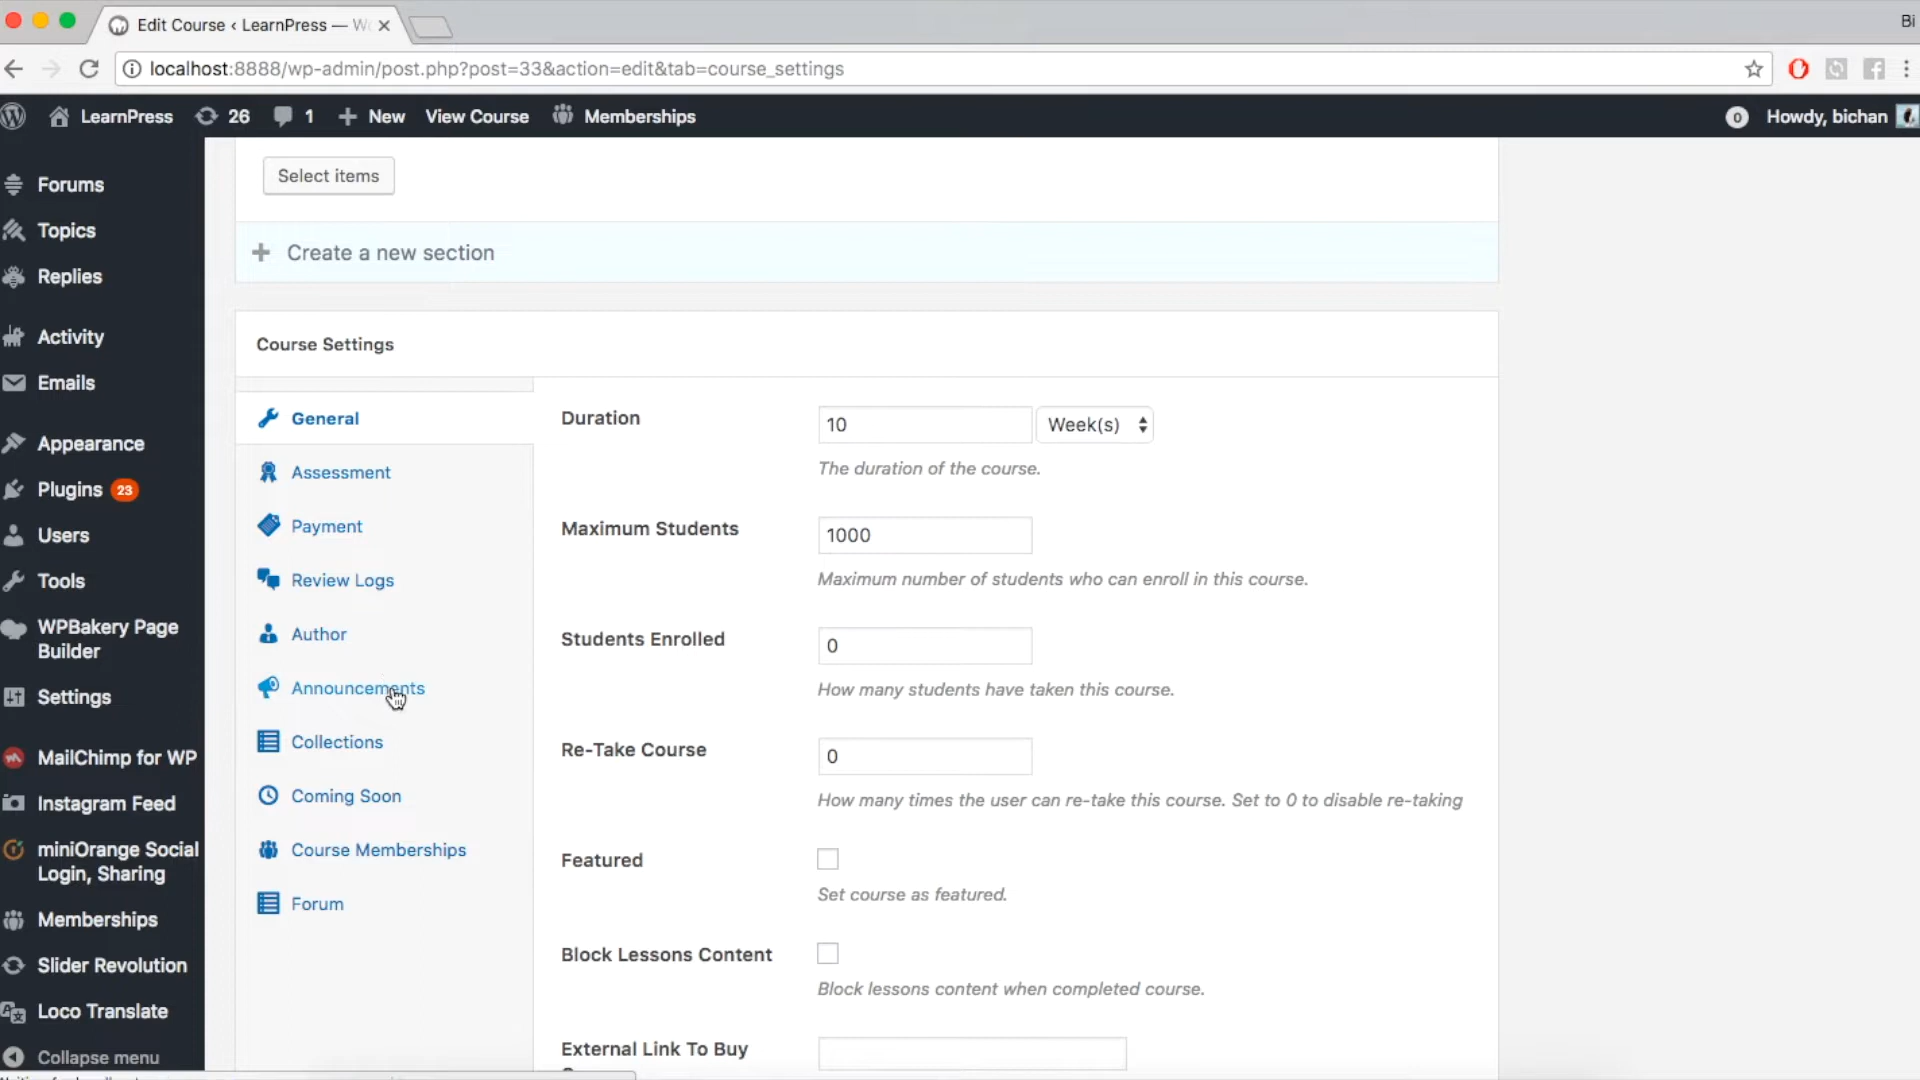 Edit Course ‹ LearnPress — W
Bi
localhost:8888/wp-admin/post.php?post=33&action=edit&tab=course_settings
LearnPress 26 1 New View Course Memberships 0 Howdy, bichan
Forums
Topics
Replies
Activity
Emails
Appearance
Plugins 23
Users
Tools
WPBakery Page
Builder
Settings
MailChimp for WP
Instagram Feed
miniOrange Social
Login, Sharing
Memberships
Slider Revolution
Loco Translate
Collapse menu
Select items
+ Create a new section
Course Settings
General
Assessment
Payment
Review Logs
Author
Announcements
Collections
Coming Soon
Course Memberships
Forum
Duration 10 Week(s)
The duration of the course.
Maximum Students 1000
Maximum number of students who can enroll in this course.
Students Enrolled 0
How many students have taken this course.
Re-Take Course 0
How many times the user can re-take this course. Set to 0 to disable re-taking
Featured
Set course as featured.
Block Lessons Content
Block lessons content when completed course.
External Link To Buy